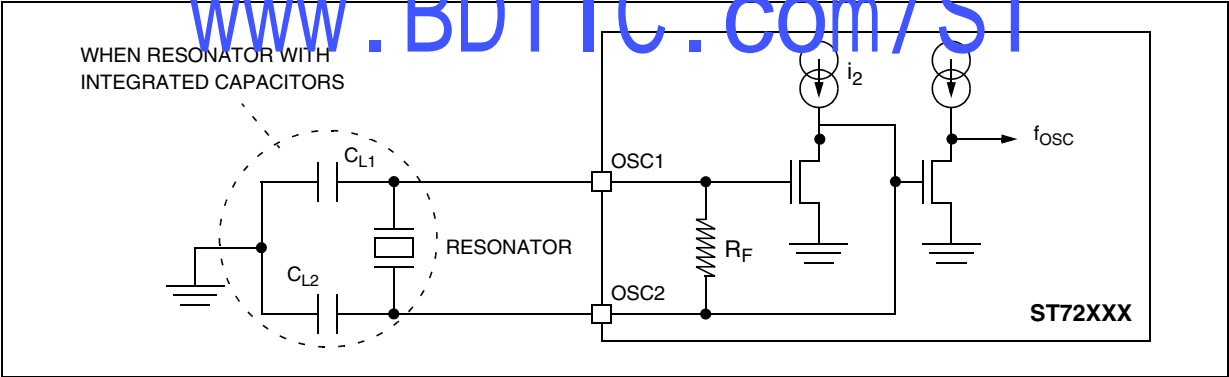 www.BDTIC.com/ST
WHEN RESONATOR WITH
INTEGRATED CAPACITORS
i2
fOSC
CL1
OSC1
RESONATOR
RF
CL2
OSC2
ST72XXX